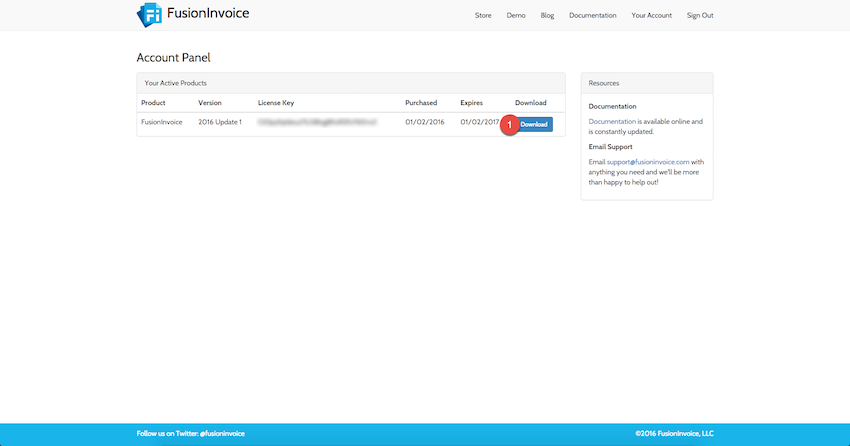 FusionInvoice
Store Demo Blog Documentation Your Account Sign Out
Account Panel
Your Active Products
Product Version License Key Purchased Expires Download
FusionInvoice 2016 Update 1 01/02/2016 01/02/2017 1 Download
Resources
Documentation
Documentation is available online and
is constantly updated.
Email Support
Email support@fusioninvoice.com with
anything you need and we'll be more
than happy to help out!
Follow us on Twitter: @fusioninvoice ©2016 FusionInvoice, LLC